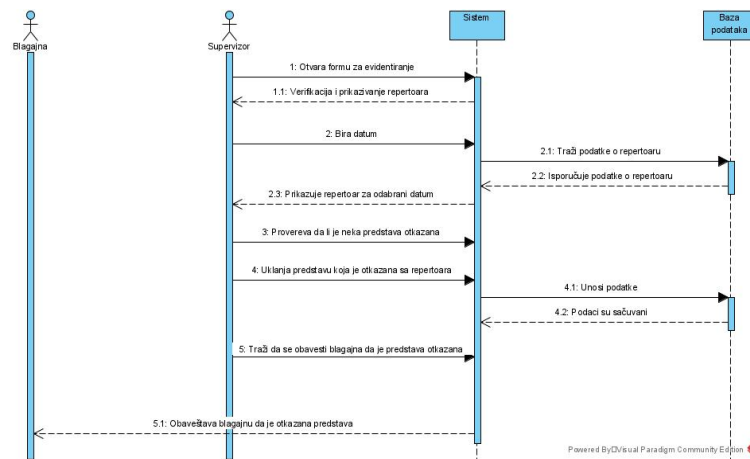 Blagajna
Supervizor
Sistem
Baza
podataka
1: Otvara formu za evidentiranje
1.1: Verifikacija i prikazivanje repertoara
2: Bira datum
2.1: Traži podatke o repertoaru
2.2: Isporučuje podatke o repertoaru
2.3: Prikazuje repertoar za odabrani datum
3: Provereva da li je neka predstava otkazana
4: Uklanja predstavu koja je otkazana sa repertoara
4.1: Unosi podatke
4.2: Podaci su sačuvani
5: Traži da se obavesti blagajna da je predstava otkazana
5.1: Obaveštava blagajnu da je otkazana predstava
Powered By Visual Paradigm Community Edition